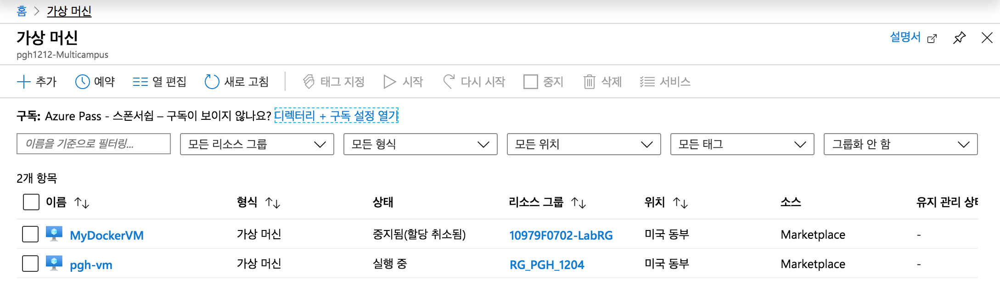 홈 > 가상 머신
가상 머신
설명서
pgh1212-Multicampus
추가 예약 열 편집 새로 고침 태그 지정 시작 다시 시작 중지 삭제 서비스
구독: Azure Pass - 스폰서쉽 – 구독이 보이지 않나요? 디렉터리 + 구독 설정 열기
이름을 기준으로 필터링... 모든 리소스 그룹 모든 형식 모든 위치 모든 태그 그룹화 안 함
2개 항목
이름 ↑↓ 형식 ↑↓ 상태 리소스 그룹 ↑↓ 위치 ↑↓ 소스 유지 관리
MyDockerVM 가상 머신 중지됨(할당 취소됨) 10979F0702-LabRG 미국 동부 Marketplace -
pgh-vm 가상 머신 실행 중 RG_PGH_1204 미국 동부 Marketplace -